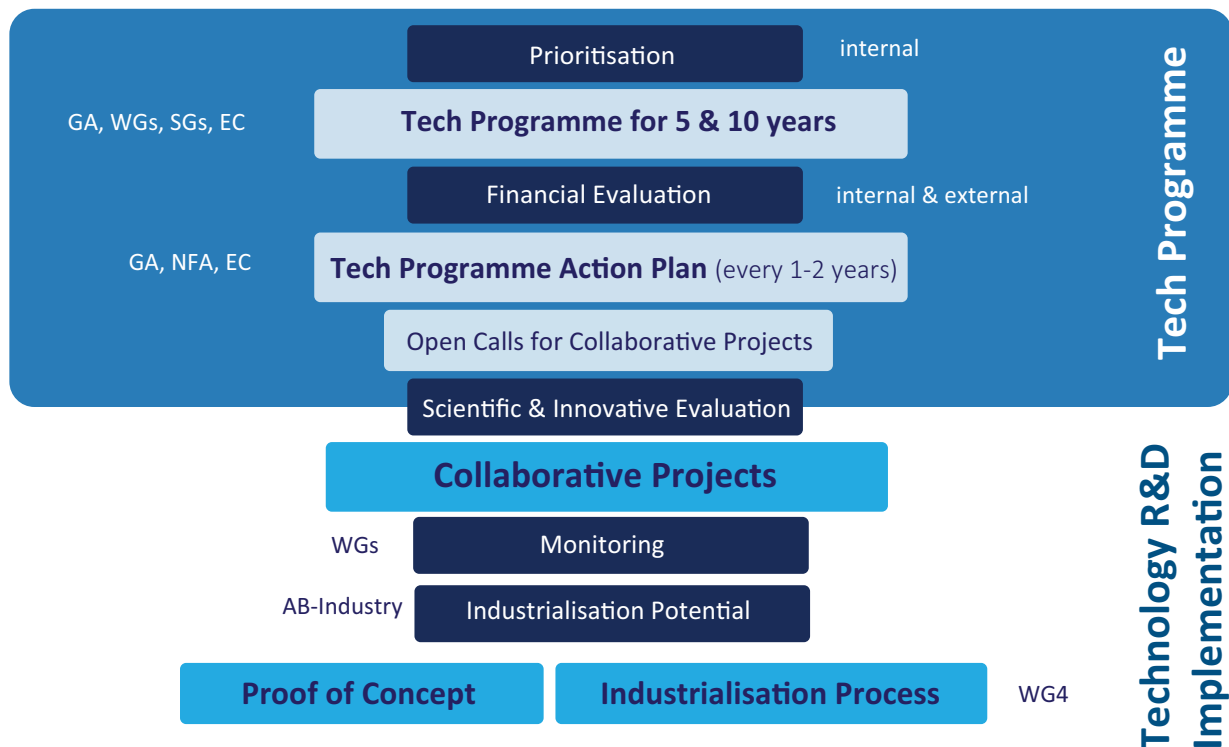 Prioritisation
internal
GA, WGs, SGs, EC
Tech Programme for 5 & 10 years
Financial Evaluation
internal & external
GA, NFA, EC
Tech Programme Action Plan (every 1-2 years)
Open Calls for Collaborative Projects
Scientific & Innovative Evaluation
Tech Programme
Collaborative Projects
WGs
Monitoring
AB-Industry
Industrialisation Potential
Proof of Concept
Industrialisation Process
WG4
Technology R&D
Implementation